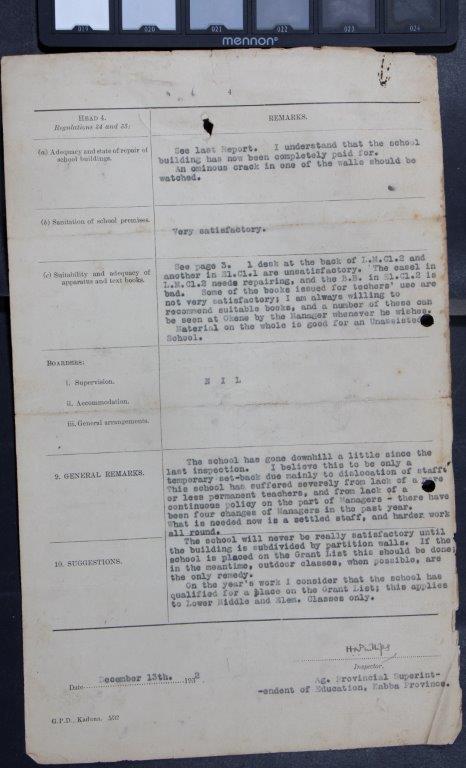 019 020 021 022 023 024
mennon
4
HEAD 4.
Regulations 24 and 25:
REMARKS.
(a) Adequacy and state of repair of
school buildings.
See last Report. I understand that the school
building has now been completely paid for.
An ominous crack in one of the walls should be
watched.
(b) Sanitation of school premises.
Very satisfactory.
(c) Suitability and adequacy of
apparatus and text books.
See page 3. 1 desk at the back of L.M.Cl.2 and
another in El.Cl.1 are unsatisfactory. The easel in
L.M.Cl.2 needs repairing, and the B.B. in El.Cl.2 is
bad. Some of the books issued for techers' use are
not very satisfactory; I am always willing to
recommend suitable books, and a number of these can
be seen at Okene by the Manager whenever he wishes.
Material on the whole is good for an Unassisted
School.
BOARDERS:
i. Supervision.
N I L
ii. Accommodation.
iii. General arrangements.
9. GENERAL REMARKS.
The school has gone downhill a little since the
last inspection. I believe this to be only a
temporary set-back due mainly to dislocation of staff.
This school has suffered severely from lack of a more
or less permanent teachers, and from lack of a
continuous policy on the part of Managers - there have
been four changes of Managers in the past year.
What is needed now is a settled staff, and harder work
all round.
10. SUGGESTIONS.
The school will never be really satisfactory until
the building is subdivided by partition walls. If the
school is placed on the Grant List this should be done;
in the meantime, outdoor classes, when possible, are
the only remedy.
On the year's work I consider that the school has
qualified for a place on the Grant List; this applies
to Lower Middle and Elem. Classes only.
Inspector.
Date December 13th. 1932.
Ag. Provincial Superint-
-endent of Education, Kabba Province.
G.P.D., Kaduna.